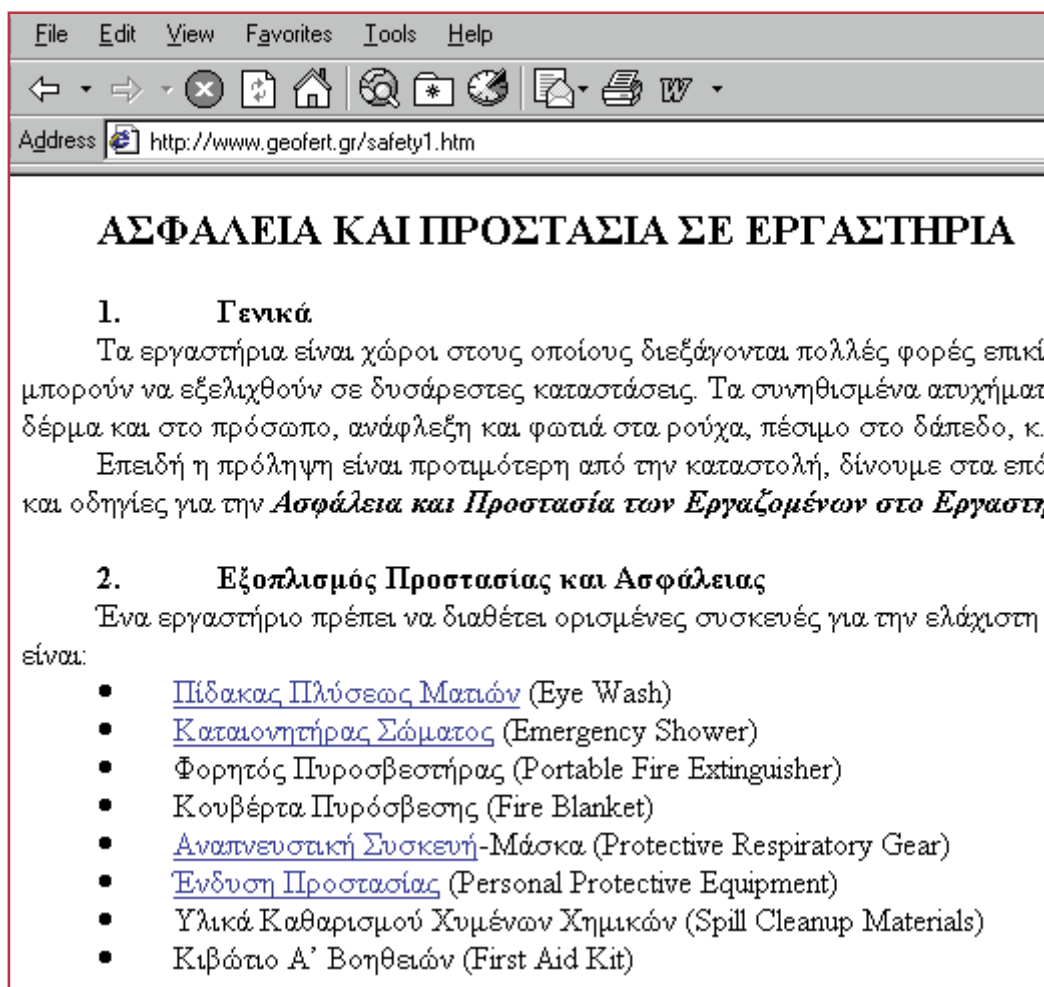 File Edit View Favorites Tools Help
W
Address http://www.geofert.gr/safety1.htm
ΑΣΦΑΛΕΙΑ ΚΑΙ ΠΡΟΣΤΑΣΙΑ ΣΕ ΕΡΓΑΣΤΗΡΙΑ
1. Γενικά
Τα εργαστήρια είναι χώροι στους οποίους διεξάγονται πολλές φορές επικί
μπορούν να εξελιχθούν σε δυσάρεστες καταστάσεις. Τα συνηθισμένα ατυχήματ
δέρμα και στο πρόσωπο, ανάφλεξη και φωτιά στα ρούχα, πέσιμο στο δάπεδο, κ.
Επειδή η πρόληψη είναι προτιμότερη από την καταστολή, δίνουμε στα επό
και οδηγίες για την Ασφάλεια και Προστασία των Εργαζομένων στο Εργαστη
2. Εξοπλισμός Προστασίας και Ασφάλειας
Ένα εργαστήριο πρέπει να διαθέτει ορισμένες συσκευές για την ελάχιστη
είναι:
• Πίδακας Πλύσεως Ματιών (Eye Wash)
• Καταιονητήρας Σώματος (Emergency Shower)
• Φορητός Πυροσβεστήρας (Portable Fire Extinguisher)
• Κουβέρτα Πυρόσβεσης (Fire Blanket)
• Αναπνευστική Συσκευή-Μάσκα (Protective Respiratory Gear)
• Ένδυση Προστασίας (Personal Protective Equipment)
• Υλικά Καθαρισμού Χυμένων Χημικών (Spill Cleanup Materials)
• Κιβώτιο Α’ Βοηθειών (First Aid Kit)